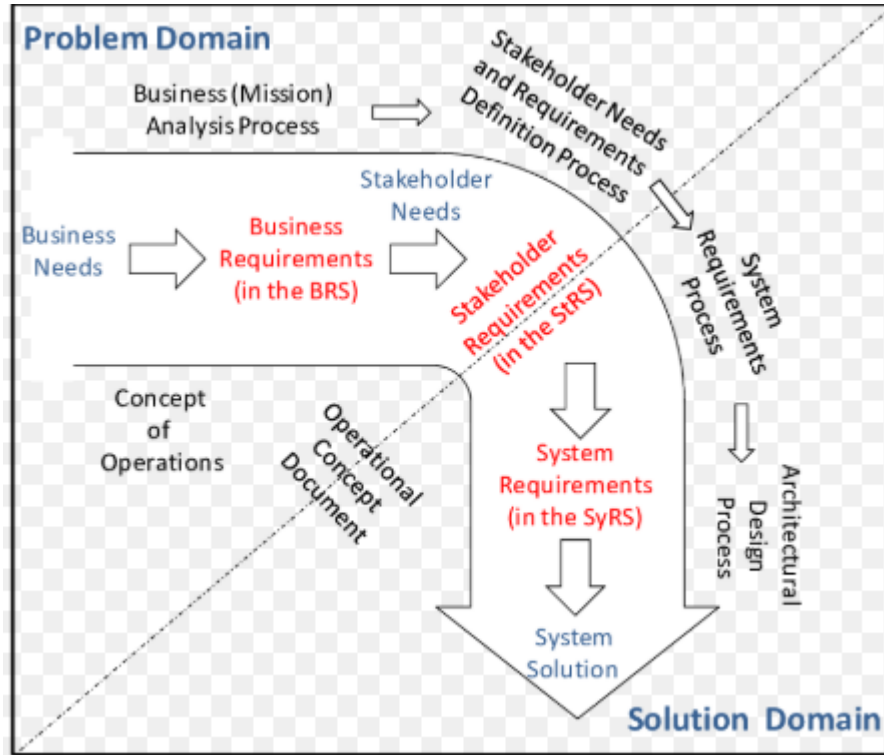 Problem Domain
Business (Mission)
Analysis Process
Stakeholder Needs
and Requirements
Definition Process
Business
Needs
Business
Requirements
(in the BRS)
Stakeholder
Needs
Stakeholder
Requirements
(in the StRS)
System
Requirements
Process
Concept
of
Operations
Operational
Concept
Document
System
Requirements
(in the SyRS)
Architectural
Design
Process
System
Solution
Solution Domain